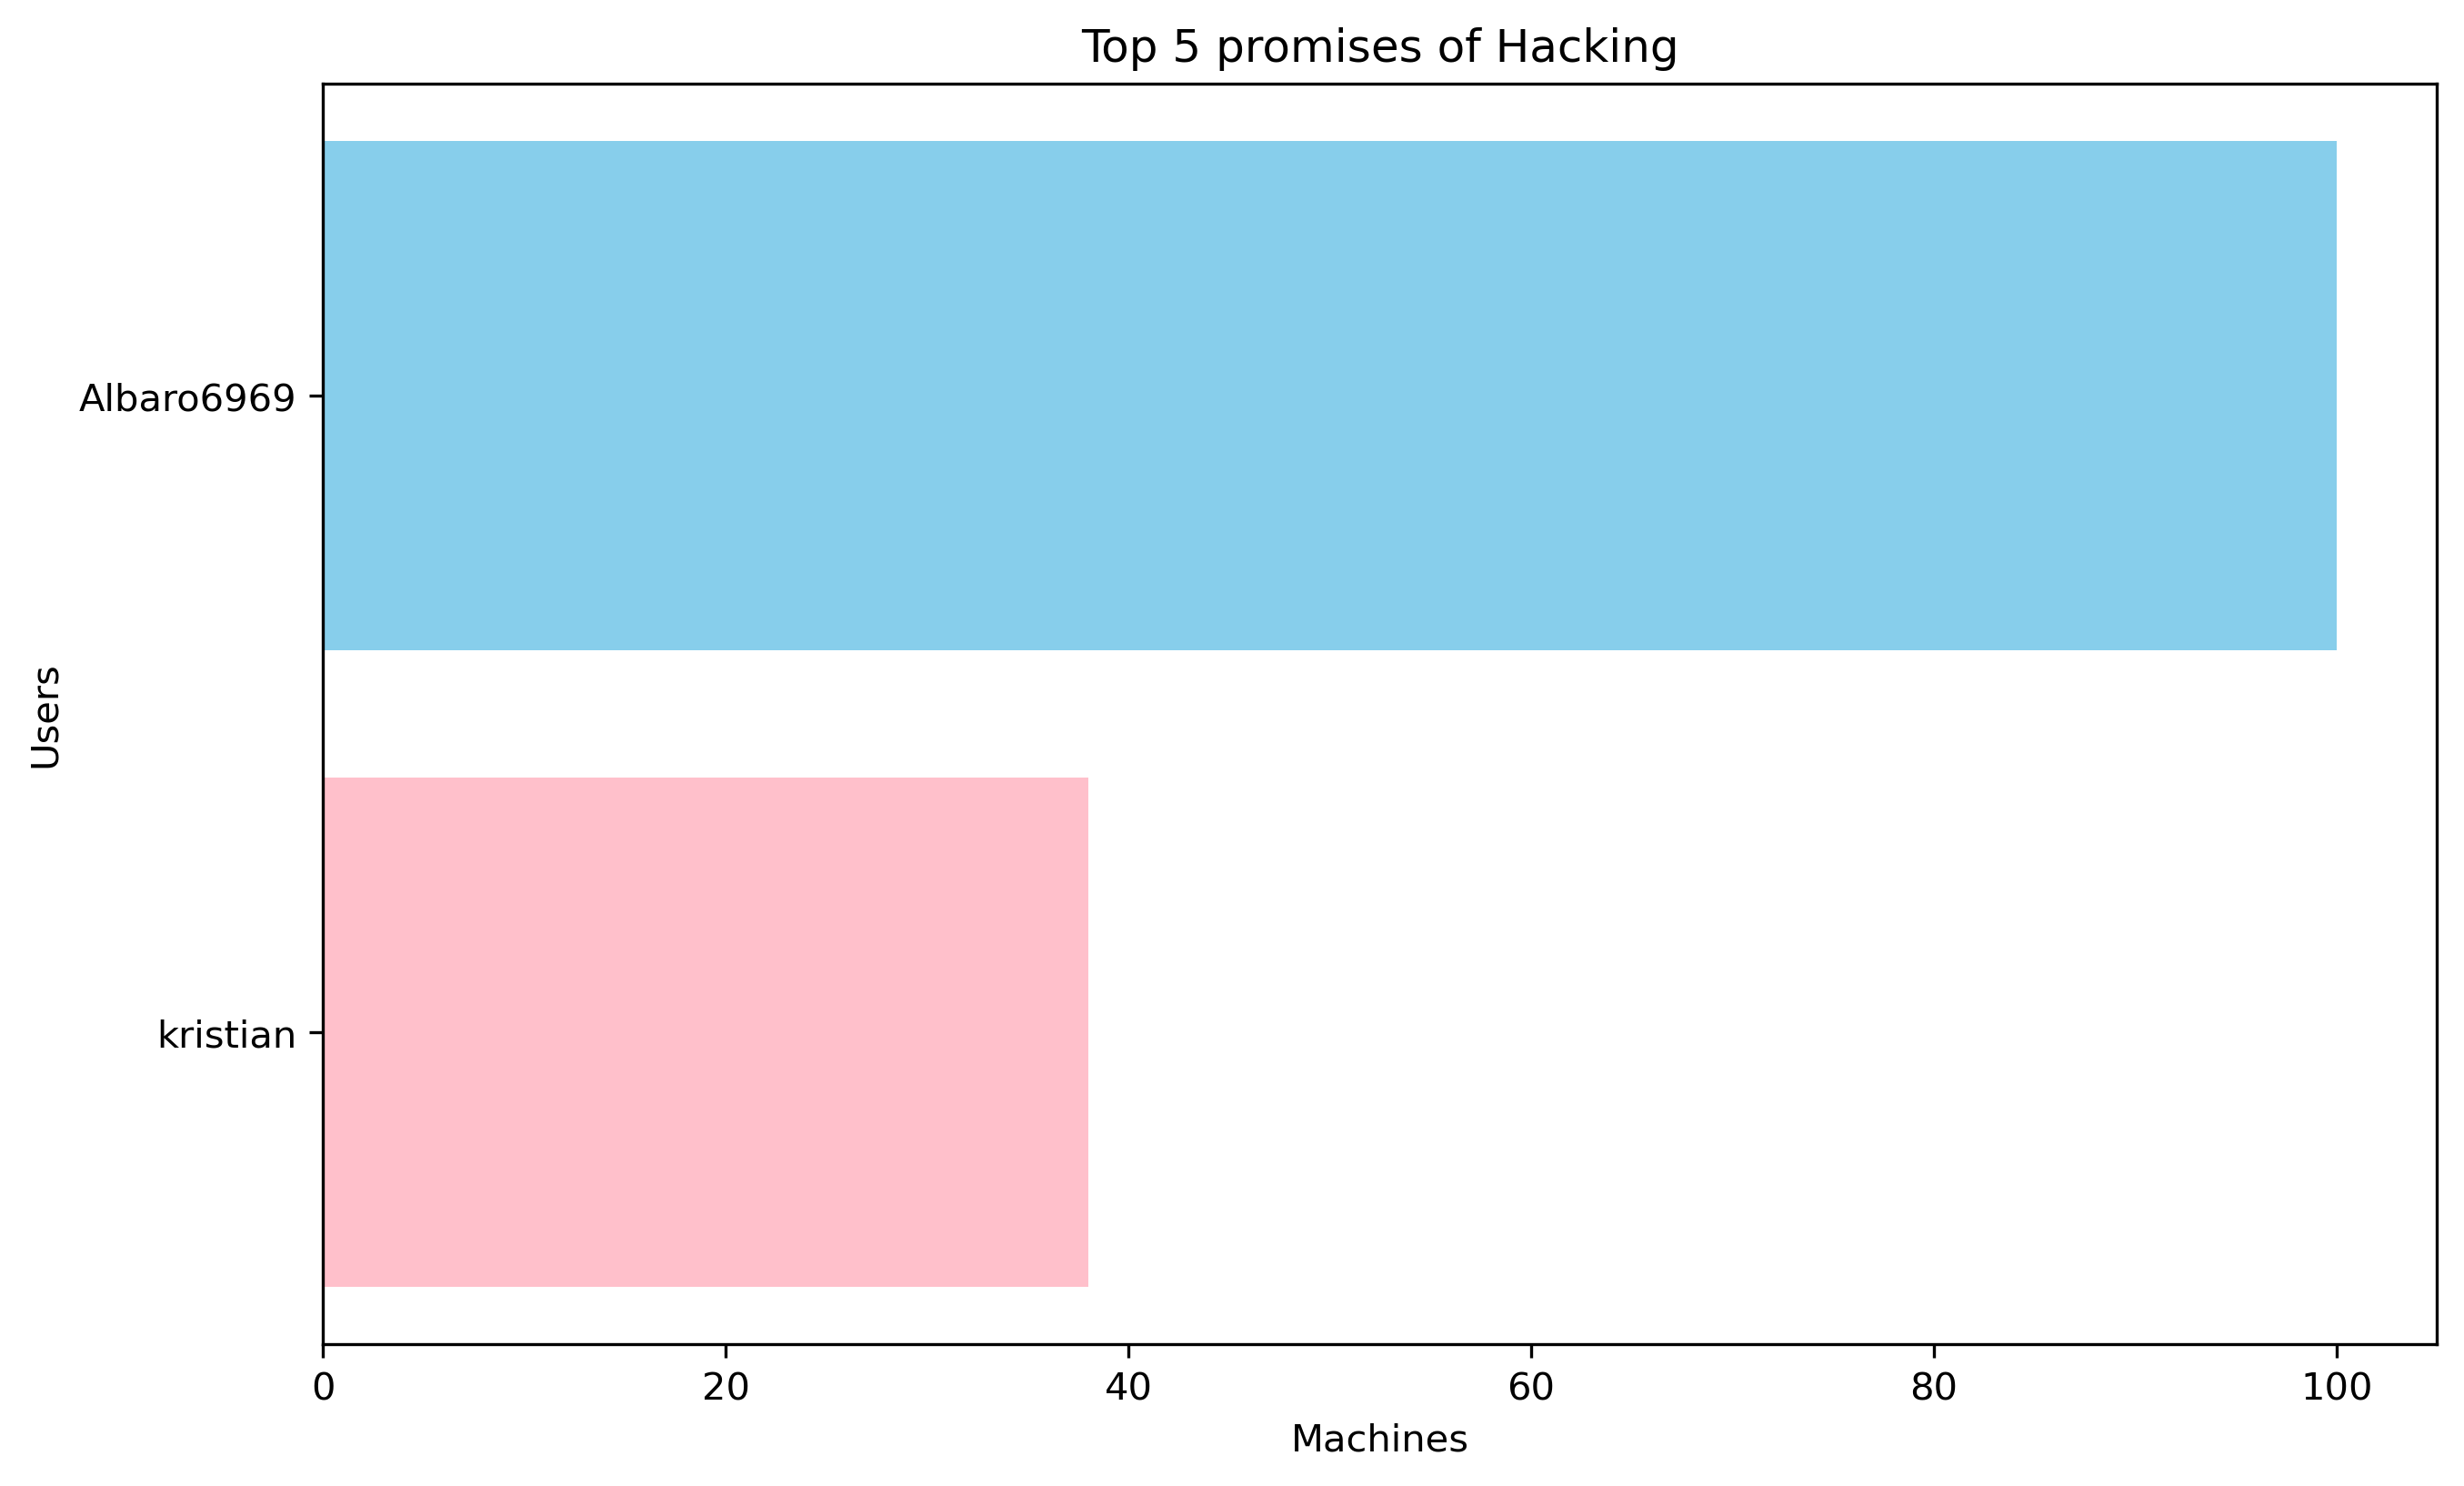 Top 5 promises of Hacking
Users
Albaro6969
kristian
0 20 40 60 80 100
Machines